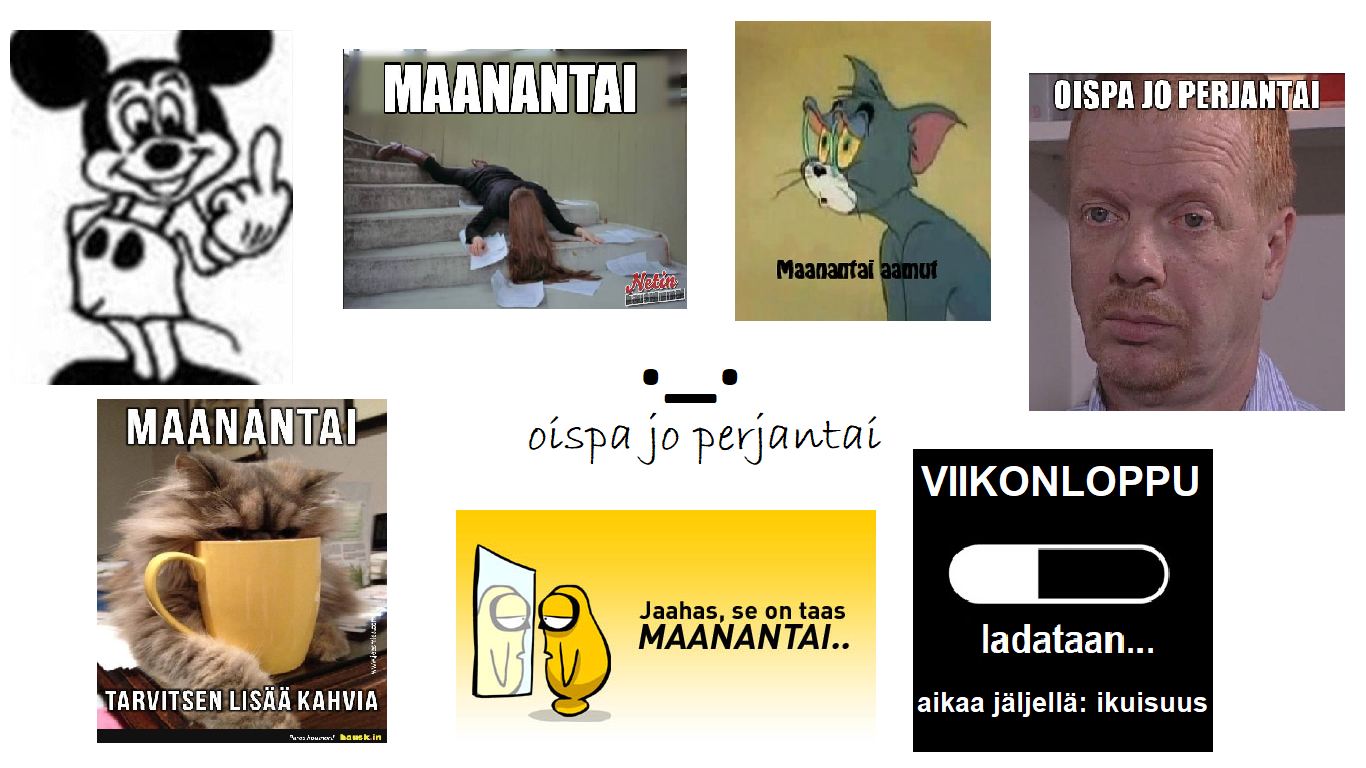 MAANANTAI
Netin
Maanantai aamut
OISPA JO PERJANTAI
._.
oispa jo perjantai
MAANANTAI
TARVITSEN LISÄÄ KAHVIA
hausk.in
Jaahas, se on taas
MAANANTAI..
VIIKONLOPPU
ladataan...
aikaa jäljellä: ikuisuus